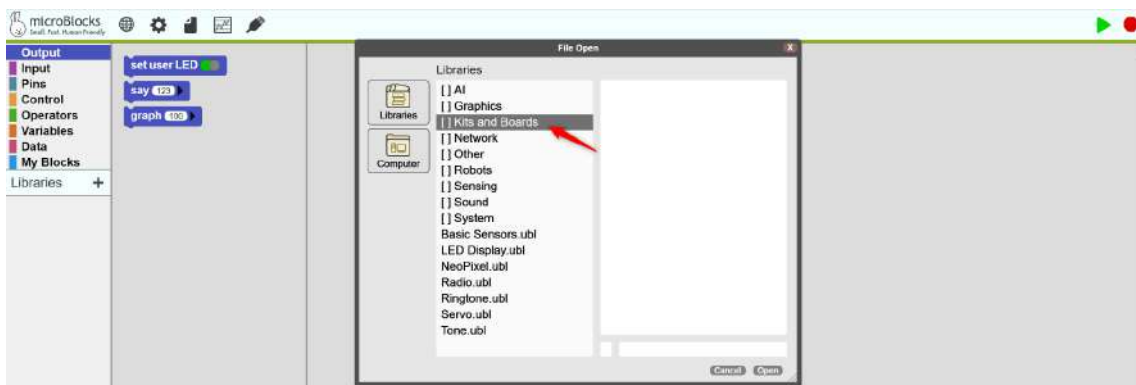 microBlocks
Small, Fast, Human Friendly
Output
Input
Pins
Control
Operators
Variables
Data
My Blocks
Libraries +
set user LED
say 123
graph 100
File Open
X
Libraries
Computer
Libraries
[ ] AI
[ ] Graphics
[ ] Kits and Boards
[ ] Network
[ ] Other
[ ] Robots
[ ] Sensing
[ ] Sound
[ ] System
Basic Sensors.ubl
LED Display.ubl
NeoPixel.ubl
Radio.ubl
Ringtone.ubl
Servo.ubl
Tone.ubl
Cancel
Open